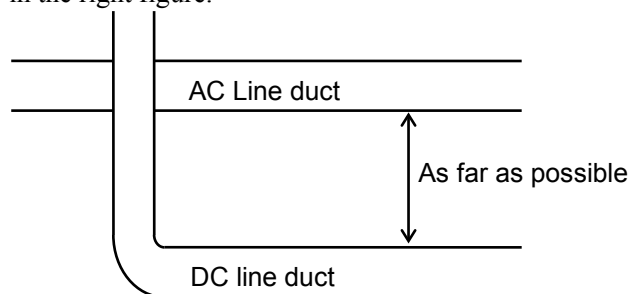 in the right figure.
AC Line duct
As far as possible
DC line duct